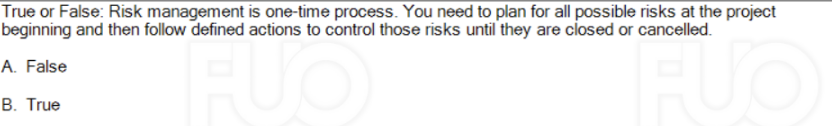 True or False: Risk management is one-time process. You need to plan for all possible risks at the project
beginning and then follow defined actions to control those risks until they are closed or cancelled.
A. False
B. True
FUO FUO